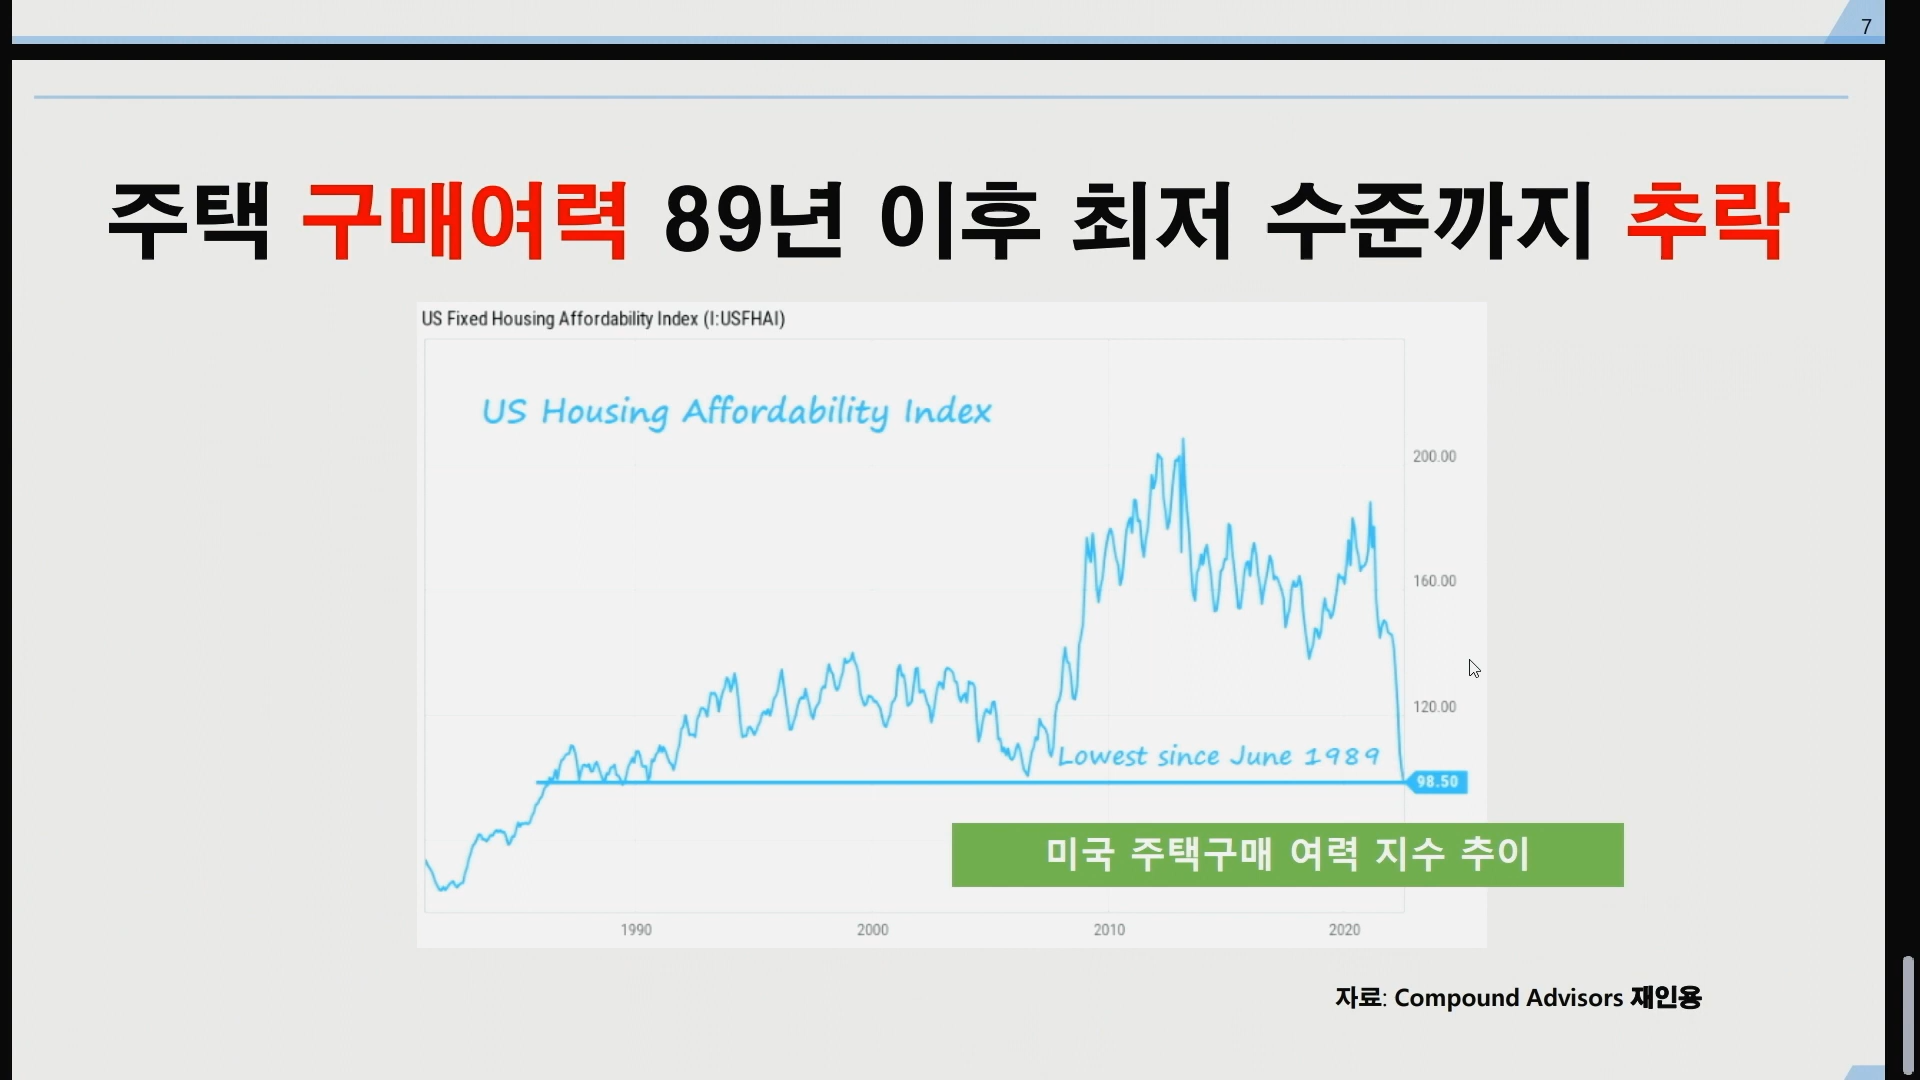 7
주택 구매여력 89년 이후 최저 수준까지 추락
US Fixed Housing Affordability Index (I:USFHAI)
US Housing Affordability Index
200.00
160.00
120.00
Lowest since June 1989
98.50
미국 주택구매 여력 지수 추이
1990 2000 2010 2020
자료: Compound Advisors 재인용